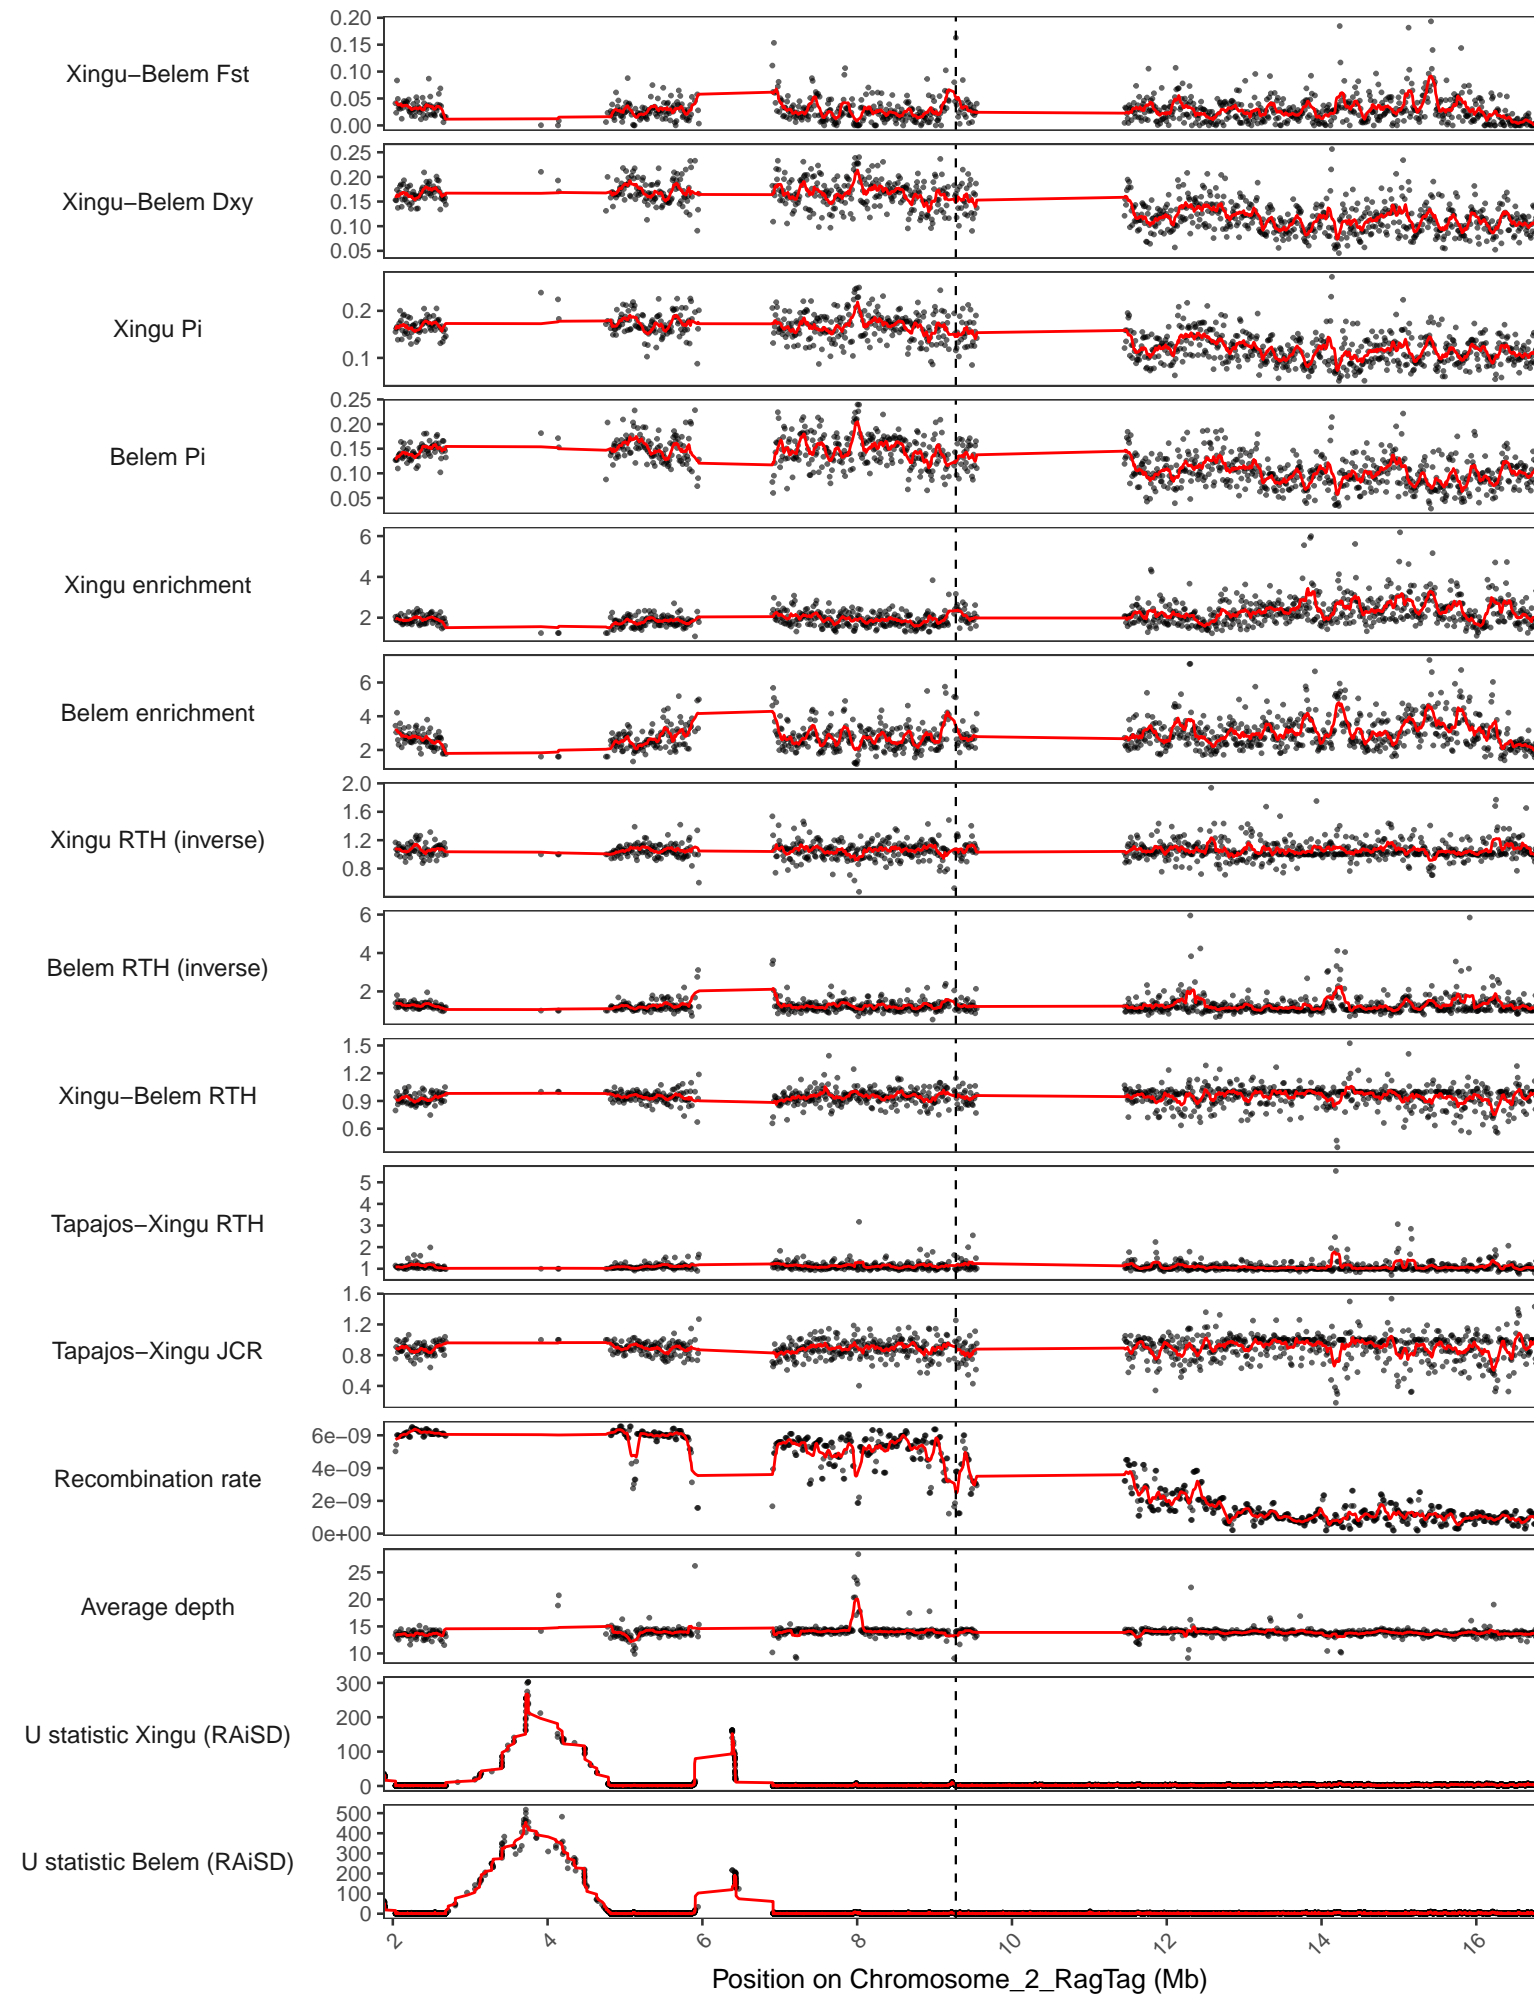 Xingu−Belem Fst
0.20
0.15
0.10
0.05
0.00
Xingu−Belem Dxy
0.25
0.20
0.15
0.10
0.05
Xingu Pi
0.2
0.1
Belem Pi
0.25
0.20
0.15
0.10
0.05
Xingu enrichment
6
4
2
Belem enrichment
6
4
2
Xingu RTH (inverse)
2.0
1.6
1.2
0.8
Belem RTH (inverse)
6
4
2
Xingu−Belem RTH
1.5
1.2
0.9
0.6
Tapajos−Xingu RTH
5
4
3
2
1
Tapajos−Xingu JCR
1.6
1.2
0.8
0.4
Recombination rate
6e−09
4e−09
2e−09
0e+00
Average depth
25
20
15
10
U statistic Xingu (RAiSD)
300
200
100
0
U statistic Belem (RAiSD)
500
400
300
200
100
0
2 4 6 8 10 12 14 16
Position on Chromosome_2_RagTag (Mb)